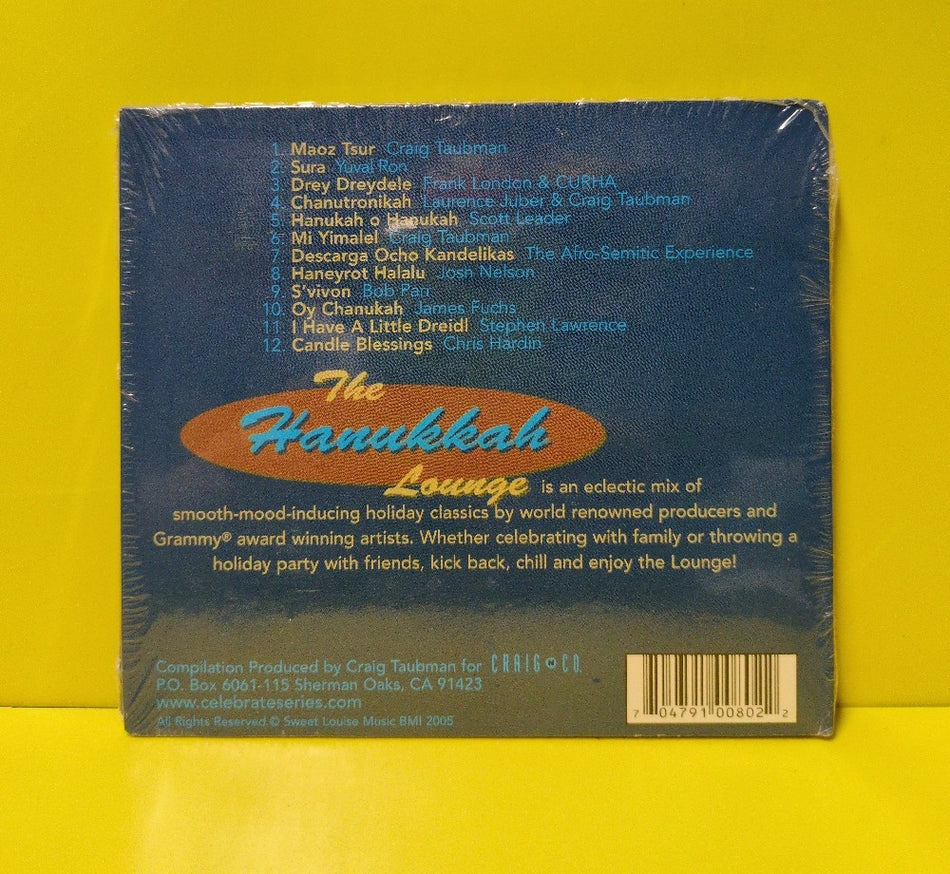 1. Maoz Tsur Craig Taubman
2. Sura Yuval Ron
3. Drey Dreydele Frank London & CURHA
4. Chanutronikah Laurence Juber & Craig Taubman
5. Hanukah o Hanukah Scott Leader
6. Mi Yimalel Craig Taubman
7. Descarga Ocho Kandelikas The Afro-Semitic Experience
8. Haneyrot Halalu Josh Nelson
9. S'vivon Bob Pari
10. Oy Chanukah James Fuchs
11. I Have A Little Dreidl Stephen Lawrence
12. Candle Blessings Chris Hardin
The
Hanukkah
Lounge is an eclectic mix of
smooth-mood-inducing holiday classics by world renowned producers and
Grammy® award winning artists. Whether celebrating with family or throwing a
holiday party with friends, kick back, chill and enjoy the Lounge!
Compilation Produced by Craig Taubman for CRAIG N CO.
P.O. Box 6061-115 Sherman Oaks, CA 91423
www.celebrateseries.com
All Rights Reserved © Sweet Louise Music BMI 2005
7 04791 00802 2